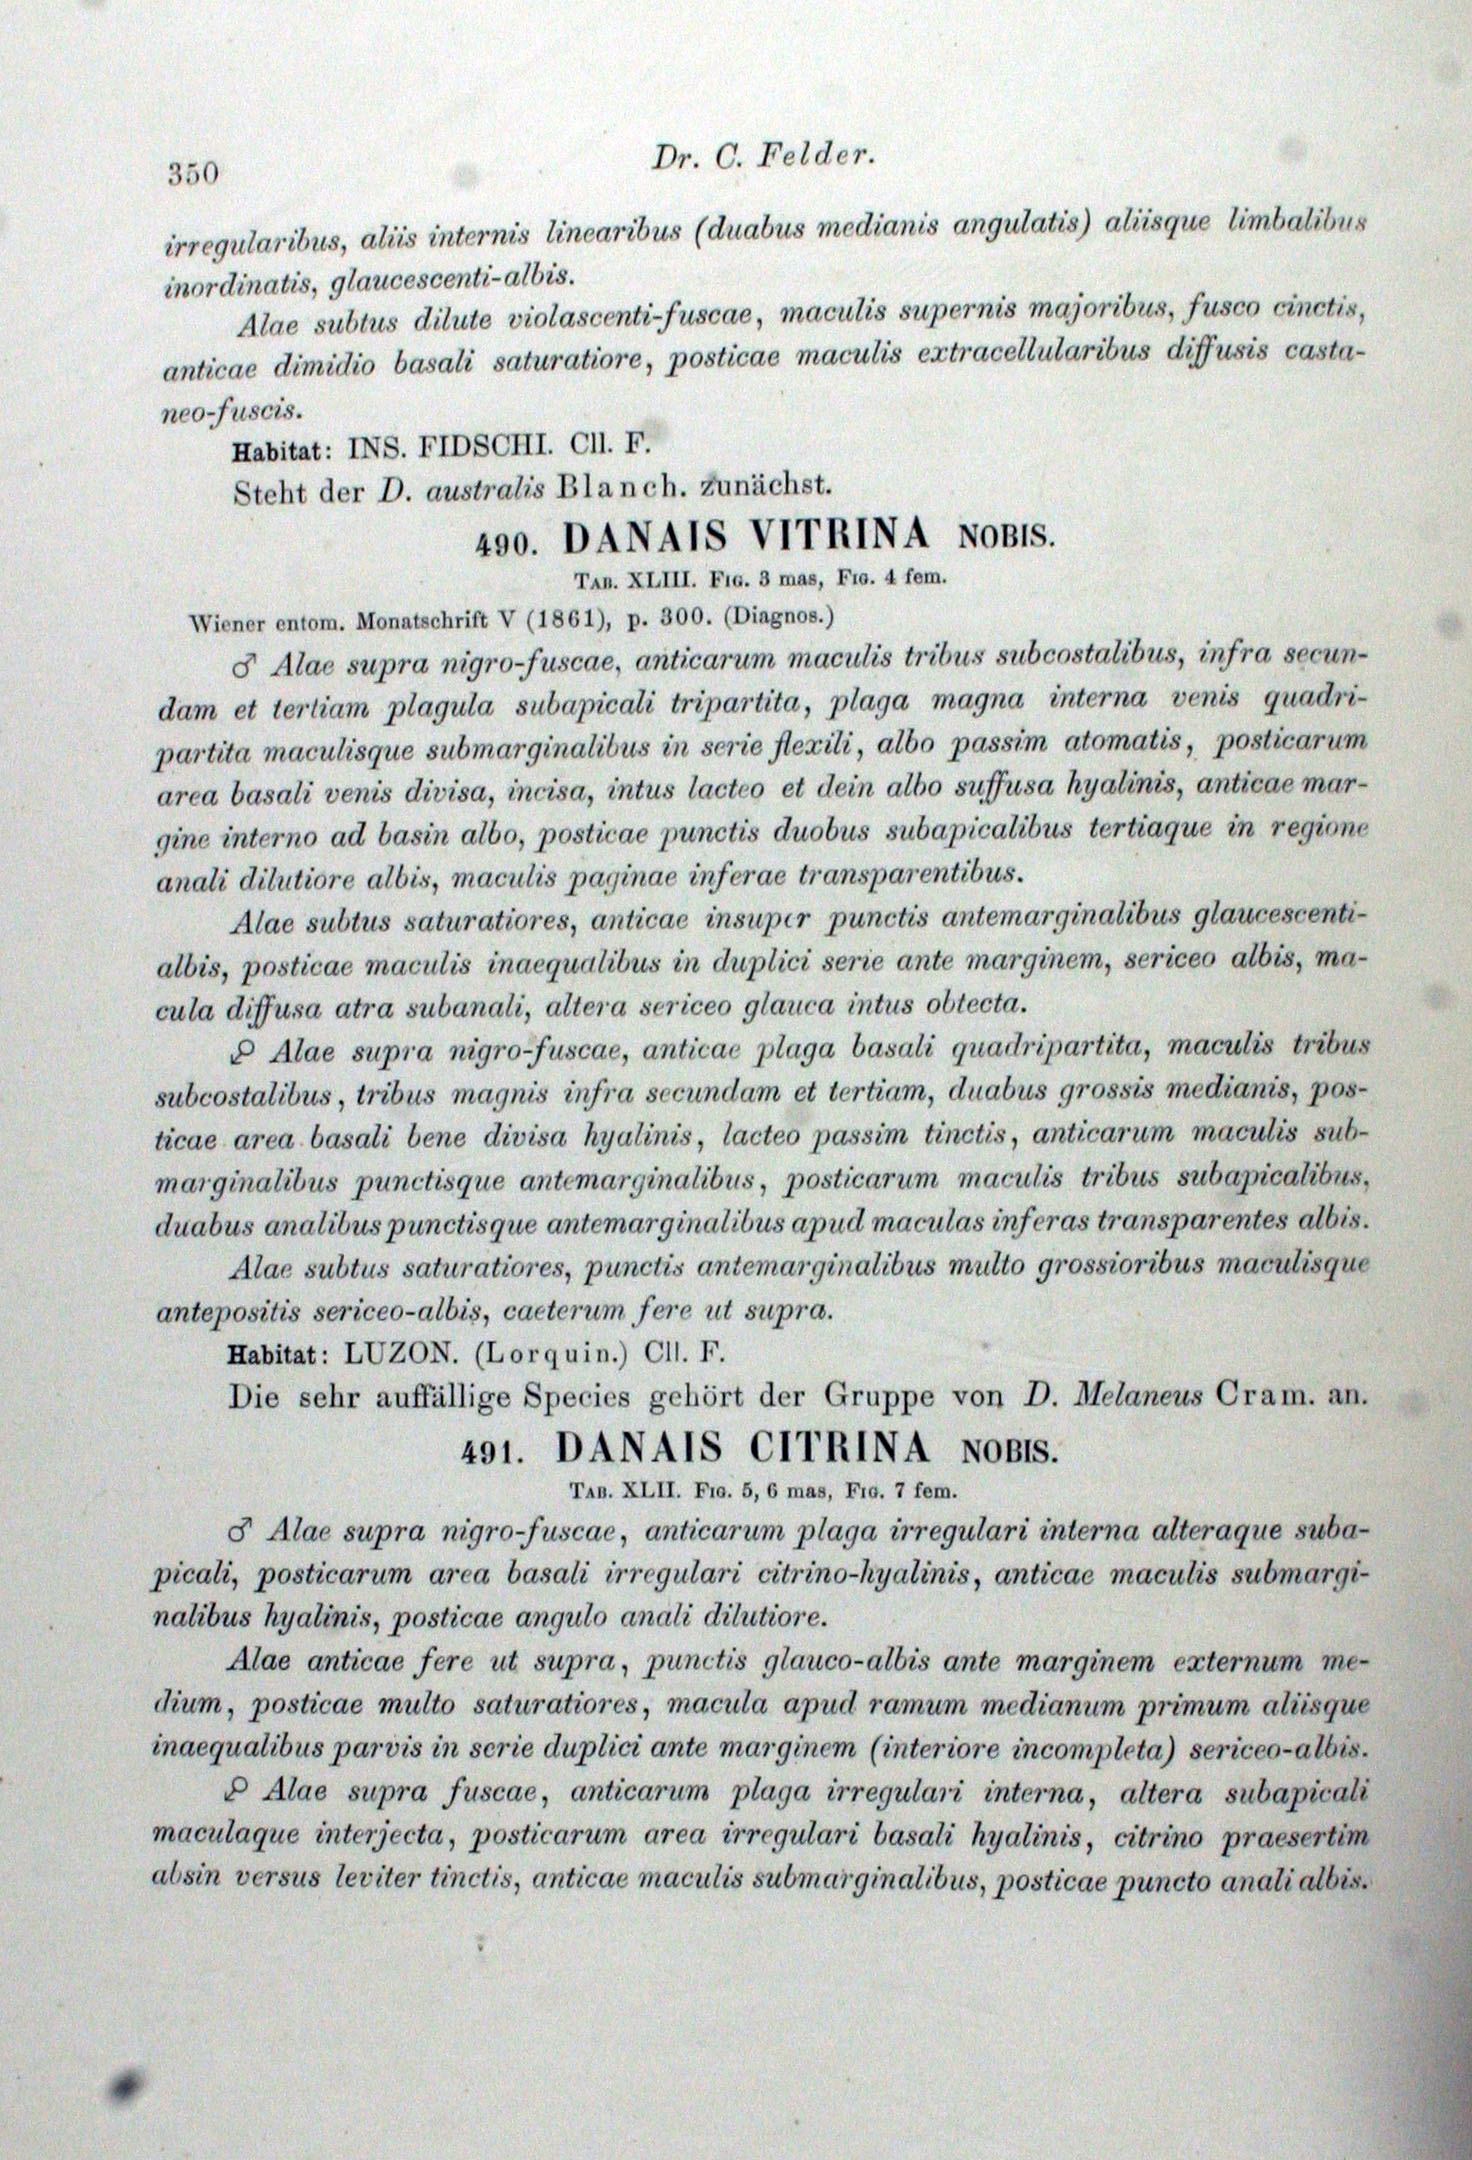 350
Dr. C. Felder.
irregularibus, aliis internis linearibus (duabus medianis angulatis) aliisque limbalibus
inordinatis, glaucescenti-albis.
Alae subtus dilute violascenti-fuscae, maculis supernis majoribus, fusco cinctis,
anticae dimidio basali saturatiore, posticae maculis extracellularibus diffusis casta-
neo-fuscis.
Habitat: INS. FIDSCHI. Cll. F.
Steht der D. australis Blanch. zunächst.
490. DANAIS VITRINA NOBIS.
TAB. XLIII. FIG. 3 mas, FIG. 4 fem.
Wiener entom. Monatschrift V (1861), p. 300. (Diagnos.)
♂ Alae supra nigro-fuscae, anticarum maculis tribus subcostalibus, infra secun-
dam et tertiam plagula subapicali tripartita, plaga magna interna venis quadri-
partita maculisque submarginalibus in serie flexili, albo passim atomatis, posticarum
area basali venis divisa, incisa, intus lacteo et dein albo suffusa hyalinis, anticae mar-
gine interno ad basin albo, posticae punctis duobus subapicalibus tertiaque in regione
anali dilutiore albis, maculis paginae inferae transparentibus.
Alae subtus saturatiores, anticae insuper punctis antemarginalibus glaucescenti-
albis, posticae maculis inaequalibus in duplici serie ante marginem, sericeo albis, ma-
cula diffusa atra subanali, altera sericeo glauca intus obtecta.
♀ Alae supra nigro-fuscae, anticae plaga basali quadripartita, maculis tribus
subcostalibus, tribus magnis infra secundam et tertiam, duabus grossis medianis, pos-
ticae area basali bene divisa hyalinis, lacteo passim tinctis, anticarum maculis sub-
marginalibus punctisque antemarginalibus, posticarum maculis tribus subapicalibus,
duabus analibus punctisque antemarginalibus apud maculas inferas transparentes albis.
Alae subtus saturatiores, punctis antemarginalibus multo grossioribus maculisque
antepositis sericeo-albis, caeterum fere ut supra.
Habitat: LUZON. (Lorquin.) Cll. F.
Die sehr auffällige Species gehört der Gruppe von D. Melaneus Cram. an.
491. DANAIS CITRINA NOBIS.
TAB. XLII. FIG. 5, 6 mas, FIG. 7 fem.
♂ Alae supra nigro-fuscae, anticarum plaga irregulari interna alteraque suba-
picali, posticarum area basali irregulari citrino-hyalinis, anticae maculis submargi-
nalibus hyalinis, posticae angulo anali dilutiore.
Alae anticae fere ut supra, punctis glauco-albis ante marginem externum me-
dium, posticae multo saturatiores, macula apud ramum medianum primum aliisque
inaequalibus parvis in serie duplici ante marginem (interiore incompleta) sericeo-albis.
♀ Alae supra fuscae, anticarum plaga irregulari interna, altera subapicali
maculaque interjecta, posticarum area irregulari basali hyalinis, citrino praesertim
absin versus leviter tinctis, anticae maculis submarginalibus, posticae puncto anali albis.